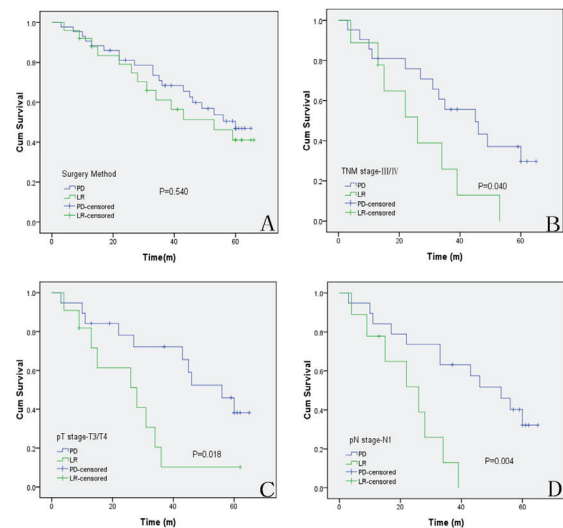 Cum Survival
1.0
0.8
0.6
0.4
0.2
0.0
Surgery Method
PD
LR
PD-censored
LR-censored
P=0.540
A
0
20
40
60
Time(m)
Cum Survival
1.0
0.8
0.6
0.4
0.2
0.0
TNM stage-III/IV
PD
LR
PD-censored
LR-censored
P=0.040
B
0
20
40
60
Time (m)
Cum Survival
1.0
0.8
0.6
0.4
0.2
0.0
pT stage-T3/T4
PD
LR
PD-censored
LR-censored
P=0.018
C
0
20
40
60
Time (m)
Cum Survival
1.0
0.8
0.6
0.4
0.2
0.0
pN stage-N1
PD
LR
PD-censored
LR-censored
P=0.004
D
0
20
40
60
Time (m)